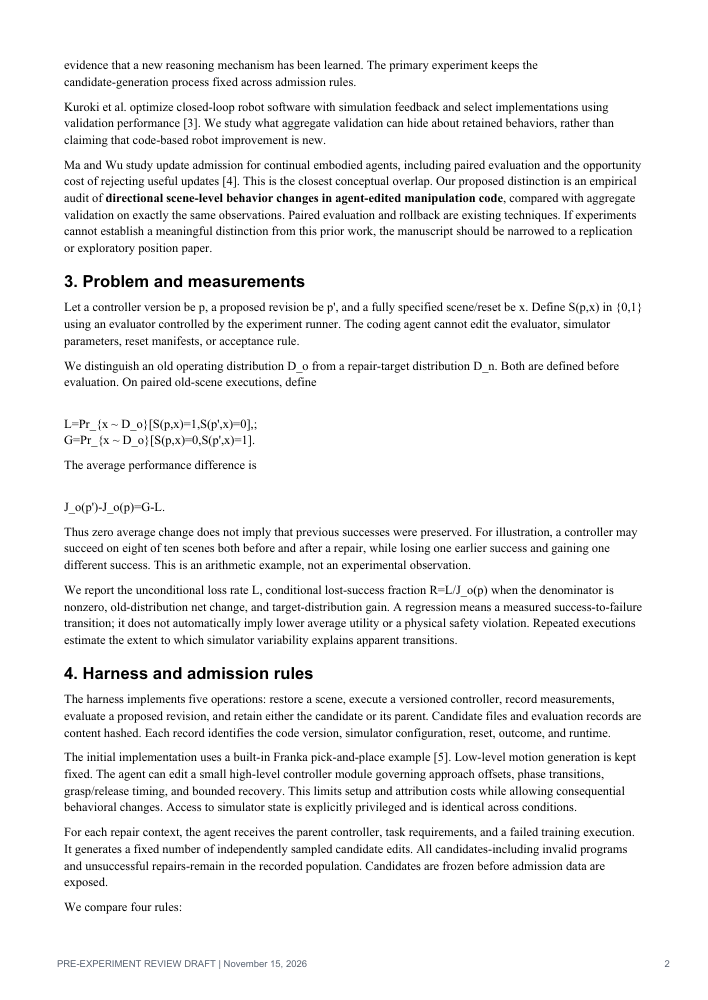 evidence that a new reasoning mechanism has been learned. The primary experiment keeps the
candidate-generation process fixed across admission rules.
Kuroki et al. optimize closed-loop robot software with simulation feedback and select implementations using
validation performance [3]. We study what aggregate validation can hide about retained behaviors, rather than
claiming that code-based robot improvement is new.
Ma and Wu study update admission for continual embodied agents, including paired evaluation and the opportunity
cost of rejecting useful updates [4]. This is the closest conceptual overlap. Our proposed distinction is an empirical
audit of directional scene-level behavior changes in agent-edited manipulation code, compared with aggregate
validation on exactly the same observations. Paired evaluation and rollback are existing techniques. If experiments
cannot establish a meaningful distinction from this prior work, the manuscript should be narrowed to a replication
or exploratory position paper.
3. Problem and measurements
Let a controller version be p, a proposed revision be p', and a fully specified scene/reset be x. Define S(p,x) in {0,1}
using an evaluator controlled by the experiment runner. The coding agent cannot edit the evaluator, simulator
parameters, reset manifests, or acceptance rule.
We distinguish an old operating distribution D_o from a repair-target distribution D_n. Both are defined before
evaluation. On paired old-scene executions, define
L=Pr_{x ~ D_o}[S(p,x)=1,S(p',x)=0],;
G=Pr_{x ~ D_o}[S(p,x)=0,S(p',x)=1].
The average performance difference is
J_o(p')-J_o(p)=G-L.
Thus zero average change does not imply that previous successes were preserved. For illustration, a controller may
succeed on eight of ten scenes both before and after a repair, while losing one earlier success and gaining one
different success. This is an arithmetic example, not an experimental observation.
We report the unconditional loss rate L, conditional lost-success fraction R=L/J_o(p) when the denominator is
nonzero, old-distribution net change, and target-distribution gain. A regression means a measured success-to-failure
transition; it does not automatically imply lower average utility or a physical safety violation. Repeated executions
estimate the extent to which simulator variability explains apparent transitions.
4. Harness and admission rules
The harness implements five operations: restore a scene, execute a versioned controller, record measurements,
evaluate a proposed revision, and retain either the candidate or its parent. Candidate files and evaluation records are
content hashed. Each record identifies the code version, simulator configuration, reset, outcome, and runtime.
The initial implementation uses a built-in Franka pick-and-place example [5]. Low-level motion generation is kept
fixed. The agent can edit a small high-level controller module governing approach offsets, phase transitions,
grasp/release timing, and bounded recovery. This limits setup and attribution costs while allowing consequential
behavioral changes. Access to simulator state is explicitly privileged and is identical across conditions.
For each repair context, the agent receives the parent controller, task requirements, and a failed training execution.
It generates a fixed number of independently sampled candidate edits. All candidates-including invalid programs
and unsuccessful repairs-remain in the recorded population. Candidates are frozen before admission data are
exposed.
We compare four rules:
PRE-EXPERIMENT REVIEW DRAFT | November 15, 2026
2